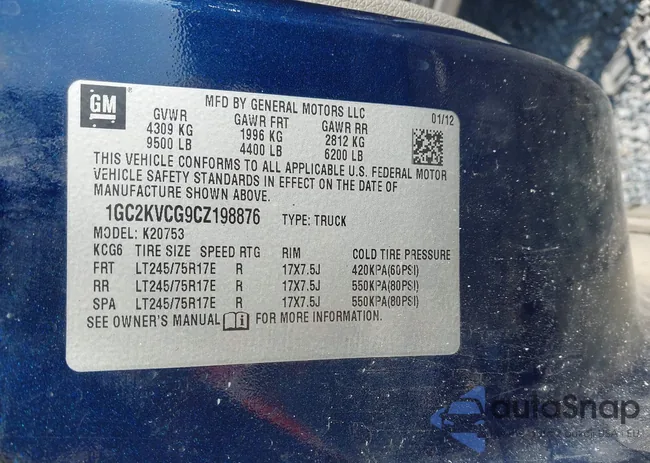 GM
MFD BY GENERAL MOTORS LLC
01/12
GVWR GAWR FRT GAWR RR
4309 KG 1996 KG 2812 KG
9500 LB 4400 LB 6200 LB
THIS VEHICLE CONFORMS TO ALL APPLICABLE U.S. FEDERAL MOTOR
VEHICLE SAFETY STANDARDS IN EFFECT ON THE DATE OF
MANUFACTURE SHOWN ABOVE.
1GC2KVCG9CZ198876 TYPE: TRUCK
MODEL: K20753
KCG6 TIRE SIZE SPEED RTG RIM COLD TIRE PRESSURE
FRT LT245/75R17E R 17X7.5J 420KPA(60PSI)
RR LT245/75R17E R 17X7.5J 550KPA(80PSI)
SPA LT245/75R17E R 17X7.5J 550KPA(80PSI)
SEE OWNER'S MANUAL i FOR MORE INFORMATION.
autoSnap